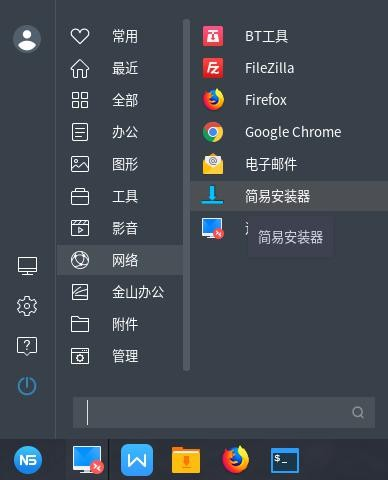 常用
最近
全部
办公
图形
工具
影音
网络
金山办公
附件
管理
BT工具
FileZilla
Firefox
Google Chrome
电子邮件
简易安装器
简易安装器